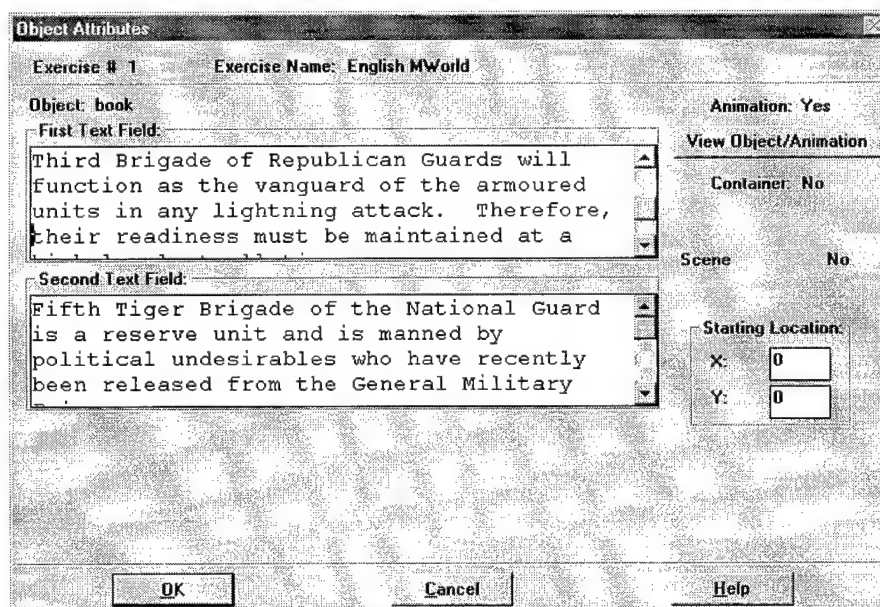 Object Attributes
Exercise # 1 Exercise Name: English MWorld
Object: book
Animation: Yes
First Text Field:
Third Brigade of Republican Guards will
function as the vanguard of the armoured
units in any lightning attack. Therefore,
their readiness must be maintained at a
View Object/Animation
Container: No
Scene No
Second Text Field:
Fifth Tiger Brigade of the National Guard
is a reserve unit and is manned by
political undesirables who have recently
been released from the General Military
Starting Location:
X: 0
Y: 0
OK Cancel Help